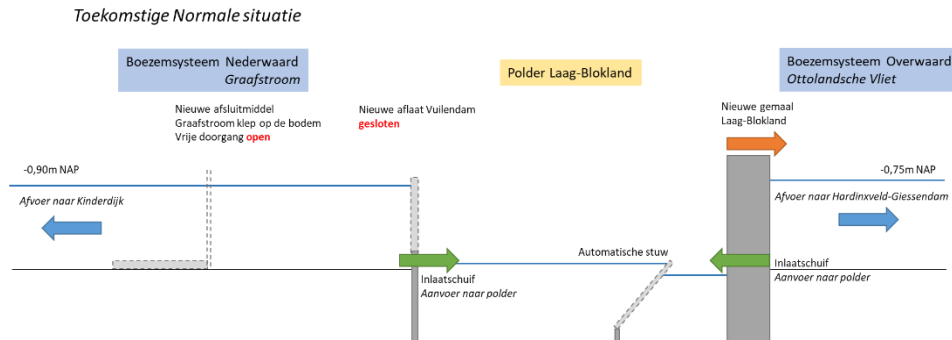 Toekomstige Normale situatie
Boezemsysteem Nederwaard
Graafstroom
Polder Laag-Blokland
Boezemsysteem Overwaard
Ottolandsche Vliet
Nieuwe afsluitmiddel
Graafstroom klep op de bodem
Vrije doorgang open
Nieuwe aflaat Vuilendam
gesloten
Nieuwe gemaal
Laag-Blokland
-0,90m NAP
-0,75m NAP
Afvoer naar Kinderdijk
Afvoer naar Hardinxveld-Giessendam
Automatische stuw
Inlaatschuif
Aanvoer naar polder
Inlaatschuif
Aanvoer naar polder